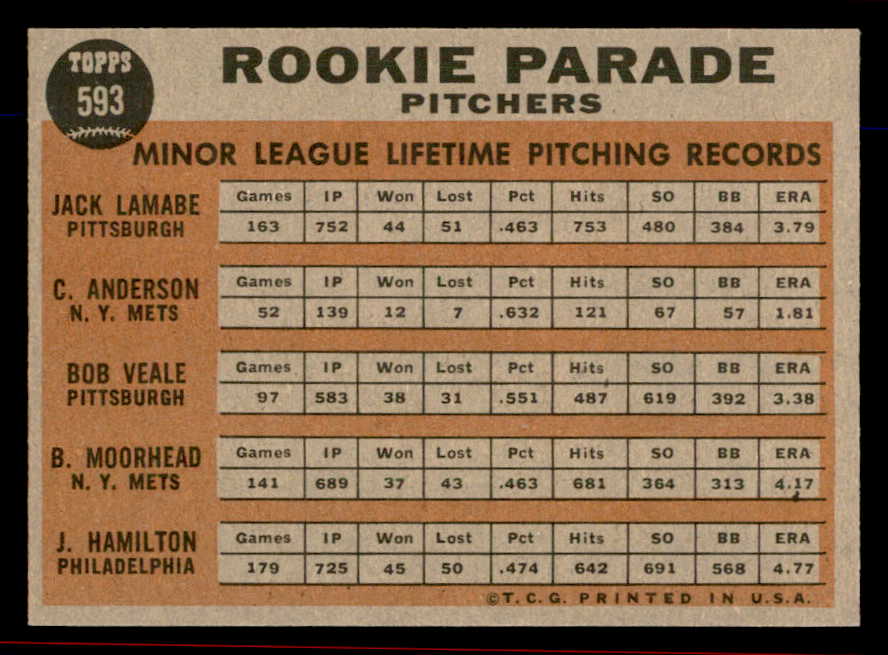 TOPPS
593
ROOKIE PARADE
PITCHERS
MINOR LEAGUE LIFETIME PITCHING RECORDS
JACK LAMABE
PITTSBURGH
Games IP Won Lost Pct Hits SO BB ERA
163 752 44 51 .463 753 480 384 3.79
C. ANDERSON
N. Y. METS
Games IP Won Lost Pct Hits SO BB ERA
52 139 12 7 .632 121 67 57 1.81
BOB VEALE
PITTSBURGH
Games IP Won Lost Pct Hits SO BB ERA
97 583 38 31 .551 487 619 392 3.38
B. MOORHEAD
N. Y. METS
Games IP Won Lost Pct Hits SO BB ERA
141 689 37 43 .463 681 364 313 4.17
J. HAMILTON
PHILADELPHIA
Games IP Won Lost Pct Hits SO BB ERA
179 725 45 50 .474 642 691 568 4.77
©T.C.G. PRINTED IN U.S.A.